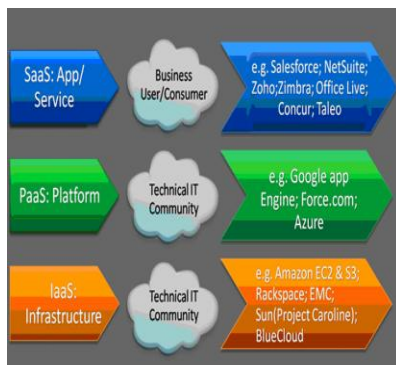 SaaS: App/
Service
Business
User/Consumer
e.g. Salesforce; NetSuite;
Zoho;Zimbra; Office Live;
Concur; Taleo
PaaS: Platform
Technical IT
Community
e.g. Google app
Engine; Force.com;
Azure
IaaS:
Infrastructure
Technical IT
Community
e.g. Amazon EC2 & S3;
Rackspace; EMC;
Sun(Project Caroline);
BlueCloud